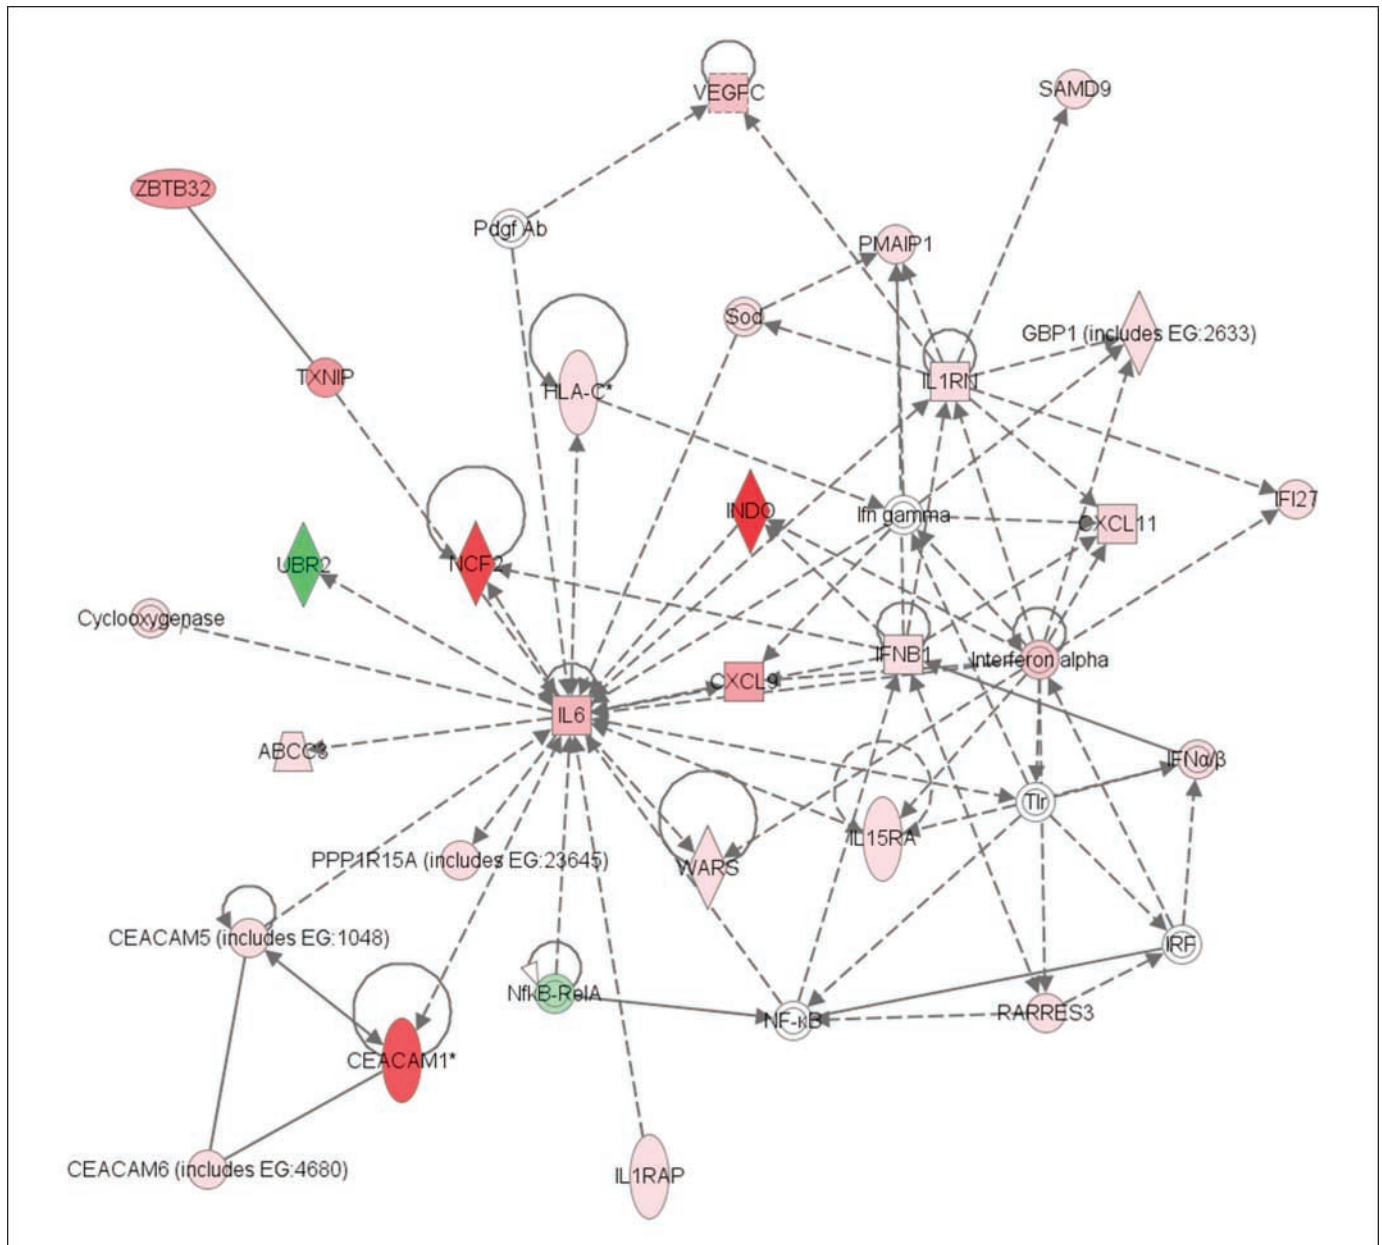 VEGFC
SAMD9
ZBTB32
Pdgf Ab
PMAIP1
Sod
GBP1 (includes EG:2633)
TXNIP
HLA-C*
IL1RN
IFI27
INDO
Ifn gamma
CXCL11
UBR2
NCF2
Cyclooxygenase
IFNB1
Interferon alpha
CXCL9
IL6
ABCC3
IFNα/β
Tlr
PPP1R15A (includes EG:23645)
WARS
IL15RA
CEACAM5 (includes EG:1048)
IRF
NfkB-RelA
NF-κB
RARRES3
CEACAM1*
CEACAM6 (includes EG:4680)
IL1RAP